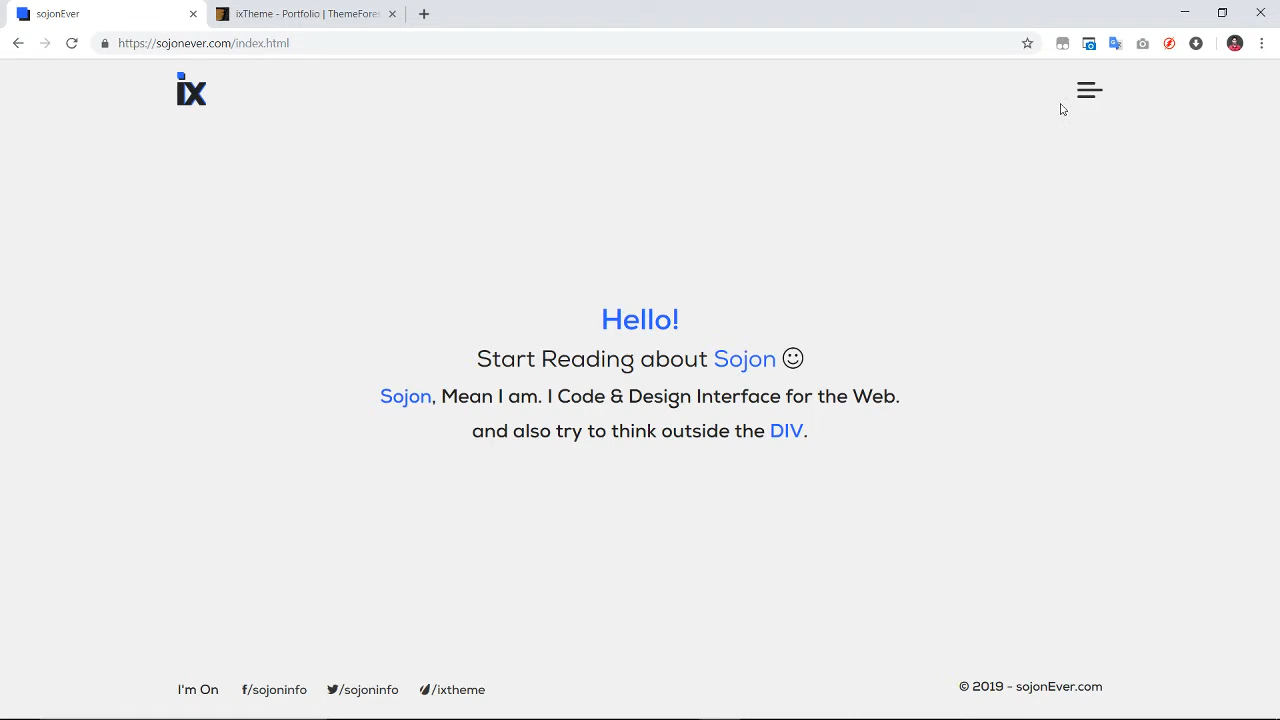 sojonEver
ixTheme - Portfolio | ThemeFores
https://sojonever.com/index.html
ix
Hello!
Start Reading about Sojon
Sojon, Mean I am. I Code & Design Interface for the Web.
and also try to think outside the DIV.
I'm On f/sojoninfo /sojoninfo /ixtheme
© 2019 - sojonEver.com